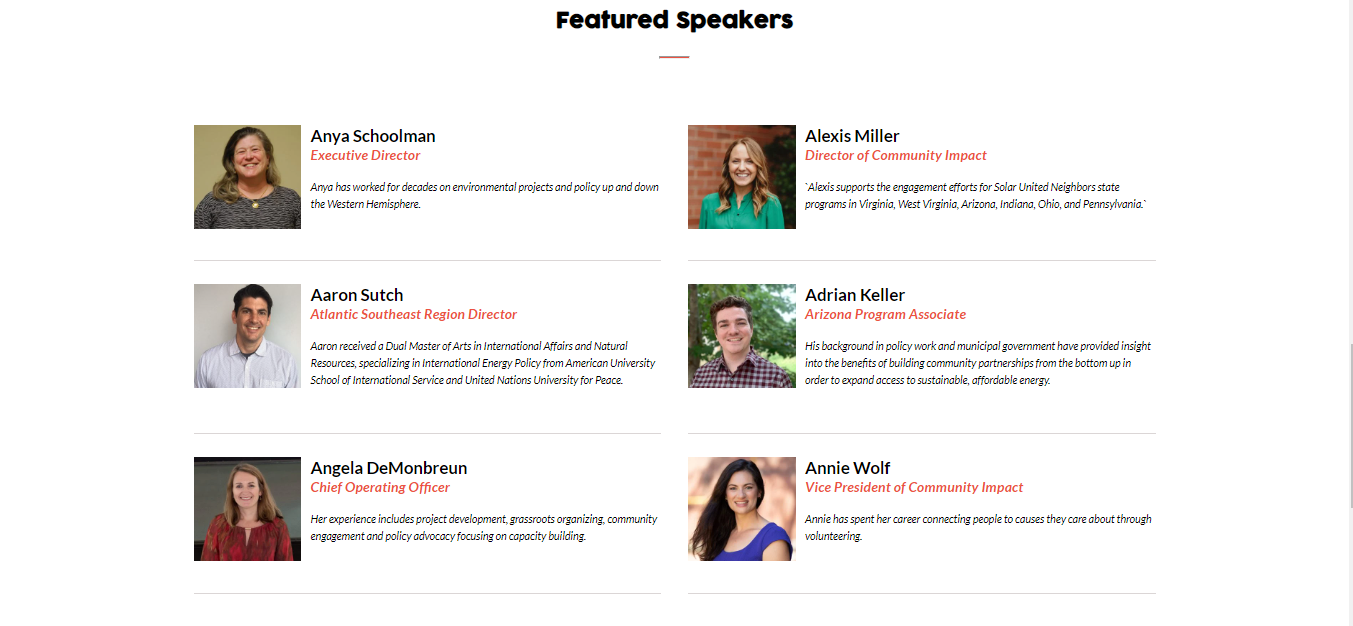 Featured Speakers
Anya Schoolman
Executive Director
Anya has worked for decades on environmental projects and policy up and down
the Western Hemisphere.
Alexis Miller
Director of Community Impact
`Alexis supports the engagement efforts for Solar United Neighbors state
programs in Virginia, West Virginia, Arizona, Indiana, Ohio, and Pennsylvania.`
Aaron Sutch
Atlantic Southeast Region Director
Aaron received a Dual Master of Arts in International Affairs and Natural
Resources, specializing in International Energy Policy from American University
School of International Service and United Nations University for Peace.
Adrian Keller
Arizona Program Associate
His background in policy work and municipal government have provided insight
into the benefits of building community partnerships from the bottom up in
order to expand access to sustainable, affordable energy.
Angela DeMonbreun
Chief Operating Officer
Her experience includes project development, grassroots organizing, community
engagement and policy advocacy focusing on capacity building.
Annie Wolf
Vice President of Community Impact
Annie has spent her career connecting people to causes they care about through
volunteering.